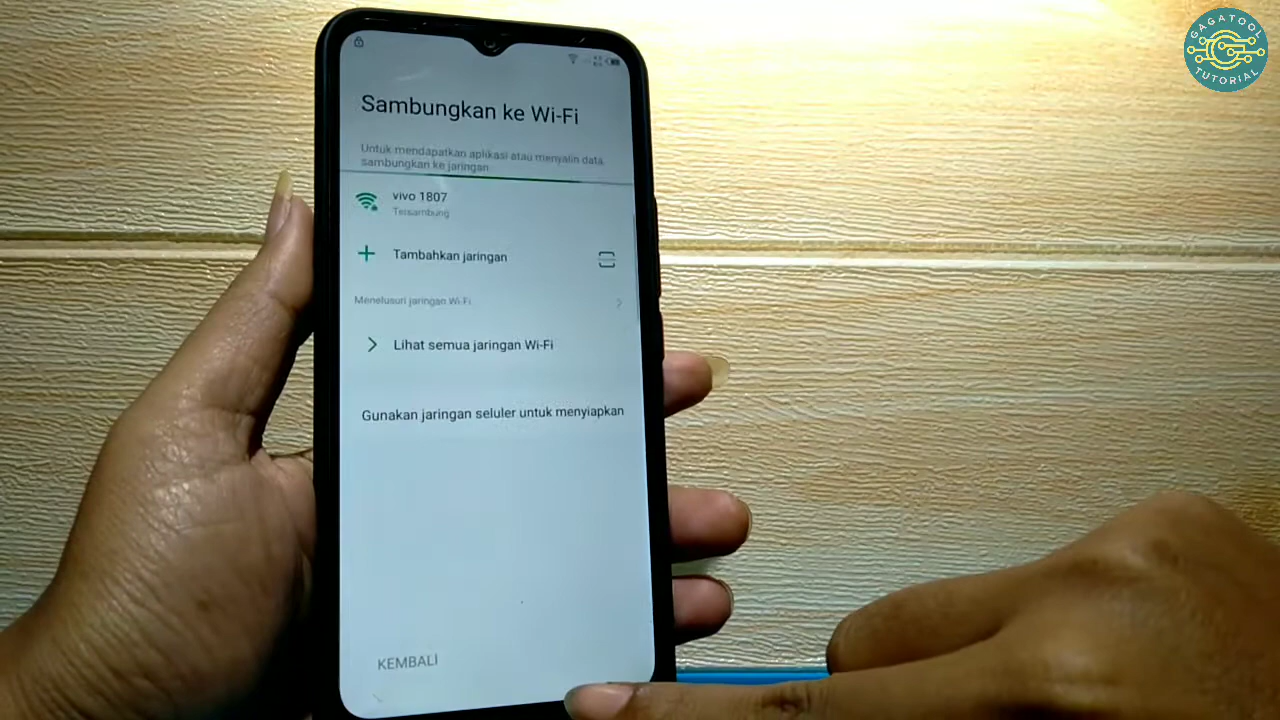 GAGATOOL
TUTORIAL
Sambungkan ke Wi-Fi
Untuk mendapatkan aplikasi atau menyalin data,
sambungkan ke jaringan
vivo 1807
Tersambung
Tambahkan jaringan
Menelusuri jaringan Wi-Fi
Lihat semua jaringan Wi-Fi
Gunakan jaringan seluler untuk menyiapkan
KEMBALI